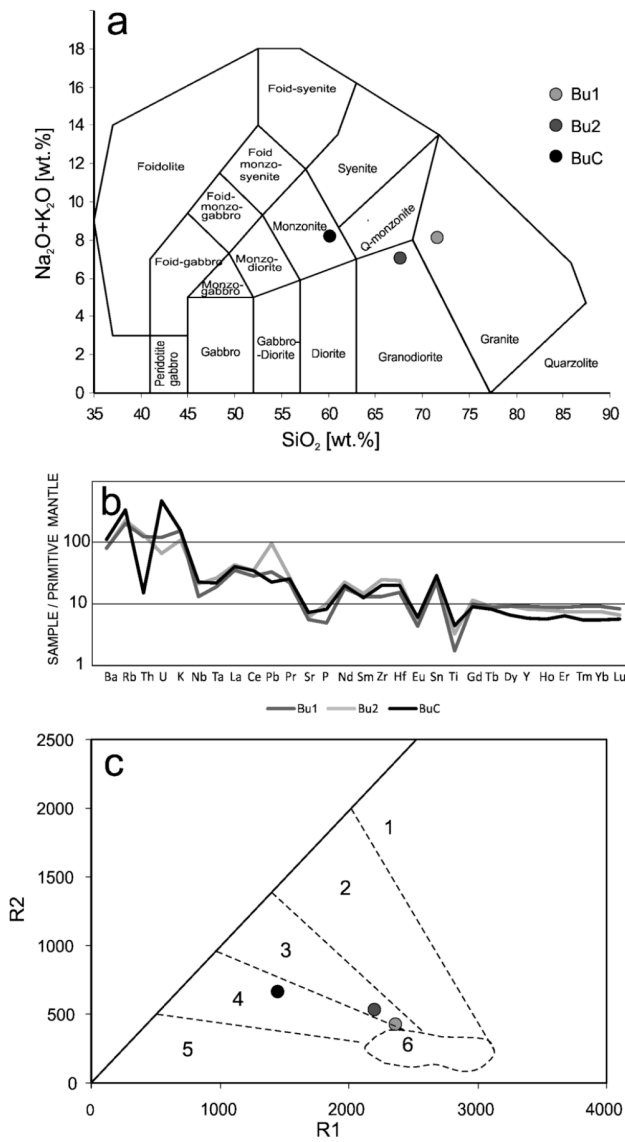 a
18
16
14
12
10
8
6
4
2
0
Na2O+K2O [wt.%]
Foid-syenite
Foidolite
Foid
monzo-
syenite
Syenite
Foid-
monzo-
gabbro
Monzonite
Q-monzonite
Foid-gabbro
Monzo-
diorite
Monzo-
gabbro
Peridotite
gabbro
Gabbro
Gabbro-
-Diorite
Diorite
Granodiorite
Granite
Quarzolite
Bu1
Bu2
BuC
35 40 45 50 55 60 65 70 75 80 85 90
SiO2 [wt.%]
b
SAMPLE / PRIMITIVE MANTLE
100
10
1
Ba Rb Th U K Nb Ta La Ce Pb Pr Sr P Nd Sm Zr Hf Eu Sn Ti Gd Tb Dy Y Ho Er Tm Yb Lu
Bu1 Bu2 BuC
c
2500
2000
1500
1000
500
0
R2
1
2
3
4
5
6
0 1000 2000 3000 4000
R1